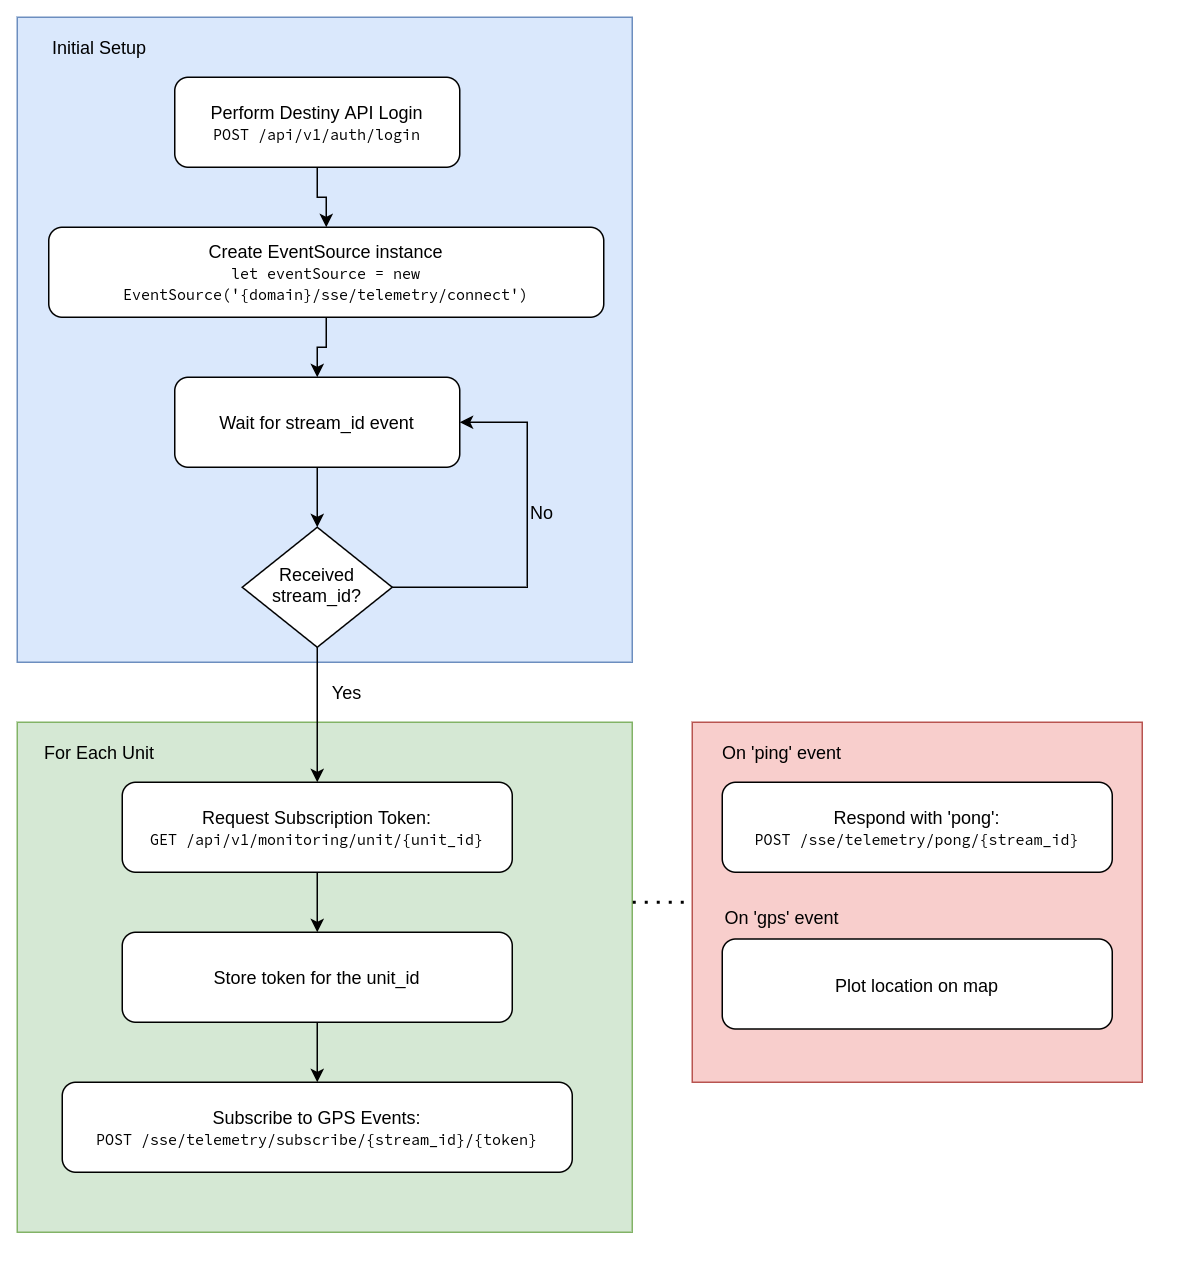 Initial Setup
Perform Destiny API Login
POST /api/v1/auth/login
Create EventSource instance
let eventSource = new
EventSource('{domain}/sse/telemetry/connect')
Wait for stream_id event
No
Received
stream_id?
Yes
For Each Unit
Request Subscription Token:
GET /api/v1/monitoring/unit/{unit_id}
Store token for the unit_id
Subscribe to GPS Events:
POST /sse/telemetry/subscribe/{stream_id}/{token}
On 'ping' event
Respond with 'pong':
POST /sse/telemetry/pong/{stream_id}
On 'gps' event
Plot location on map